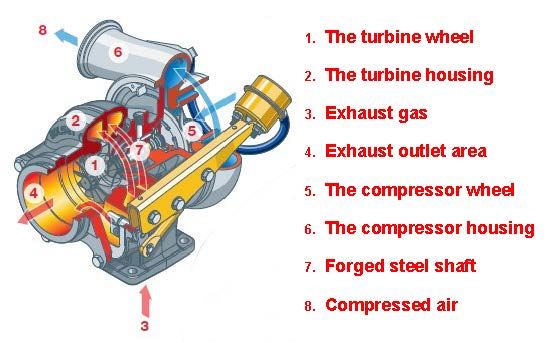 8
6
2
1
7
5
4
3
1. The turbine wheel
2. The turbine housing
3. Exhaust gas
4. Exhaust outlet area
5. The compressor wheel
6. The compressor housing
7. Forged steel shaft
8. Compressed air